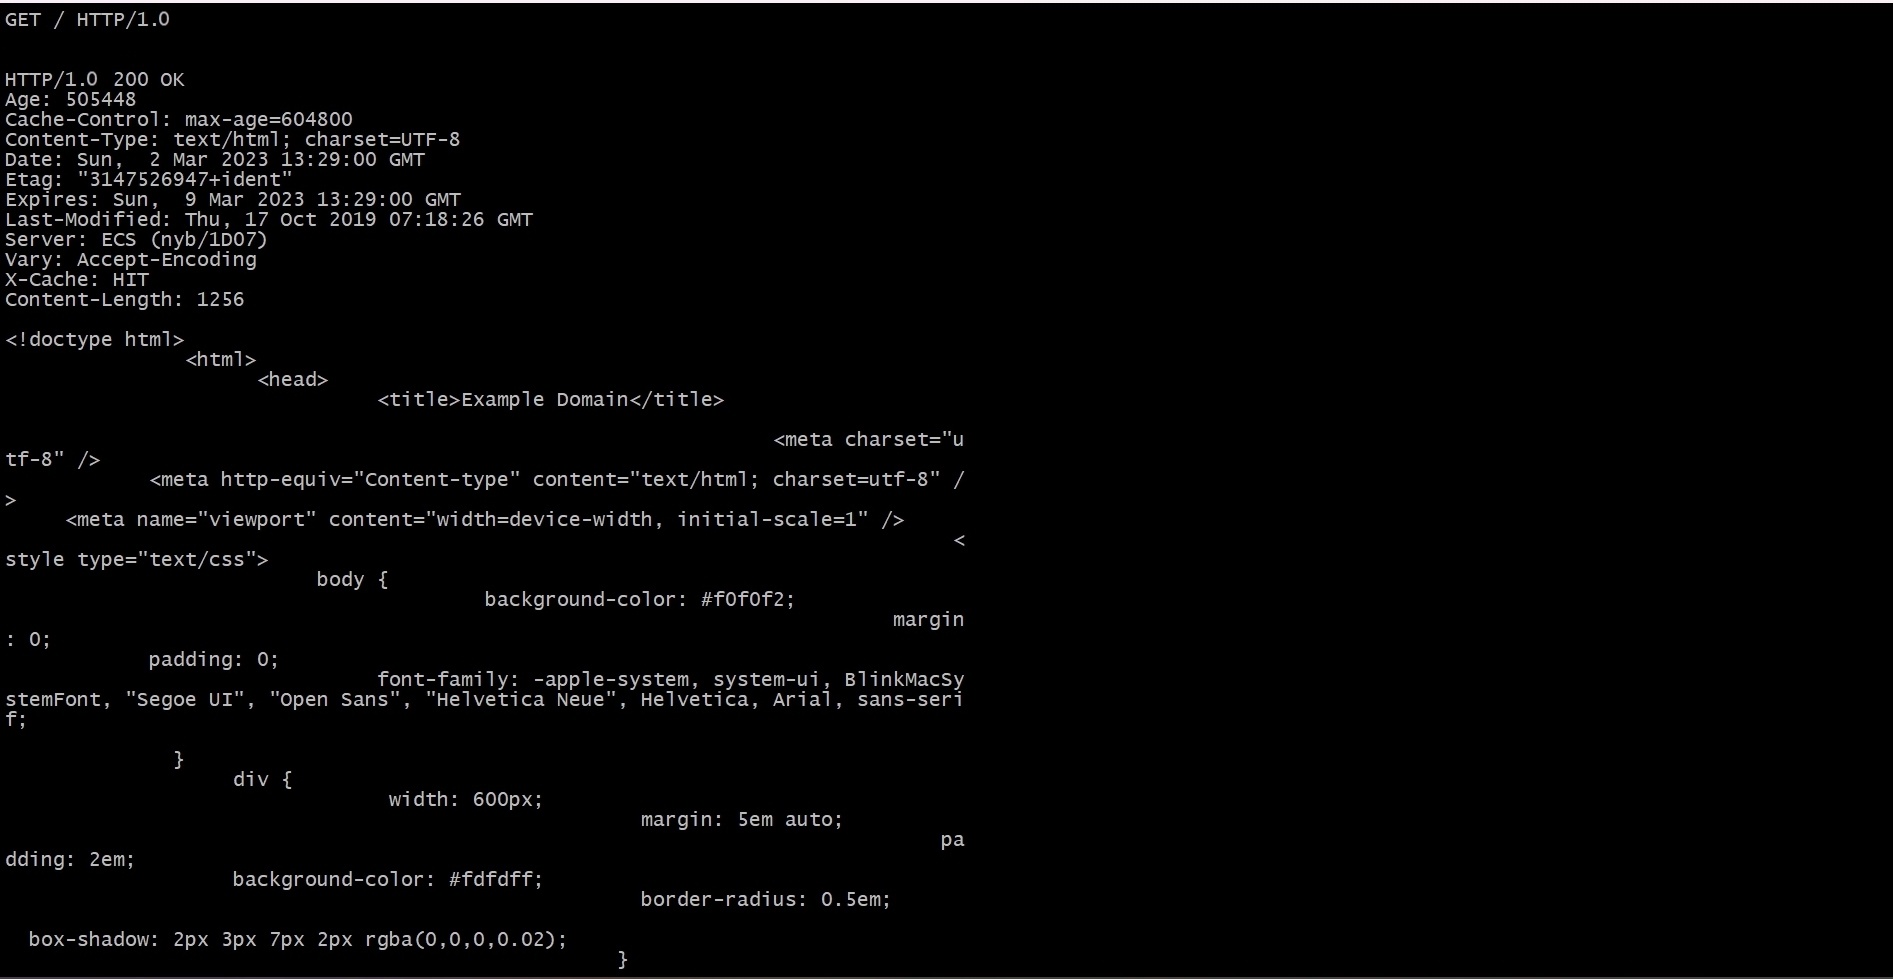 GET / HTTP/1.0
HTTP/1.0 200 OK
Age: 505448
Cache-Control: max-age=604800
Content-Type: text/html; charset=UTF-8
Date: Sun,  2 Mar 2023 13:29:00 GMT
Etag: "3147526947+ident"
Expires: Sun,  9 Mar 2023 13:29:00 GMT
Last-Modified: Thu, 17 Oct 2019 07:18:26 GMT
Server: ECS (nyb/1D07)
Vary: Accept-Encoding
X-Cache: HIT
Content-Length: 1256
<!doctype html>
<html>
<head>
<title>Example Domain</title>
<meta charset="u
tf-8" />
<meta http-equiv="Content-type" content="text/html; charset=utf-8" /
>
<meta name="viewport" content="width=device-width, initial-scale=1" />
<
style type="text/css">
body {
background-color: #f0f0f2;
margin
: 0;
padding: 0;
font-family: -apple-system, system-ui, BlinkMacSy
stemFont, "Segoe UI", "Open Sans", "Helvetica Neue", Helvetica, Arial, sans-seri
f;
}
div {
width: 600px;
margin: 5em auto;
pa
dding: 2em;
background-color: #fdfdff;
border-radius: 0.5em;
box-shadow: 2px 3px 7px 2px rgba(0,0,0,0.02);
}